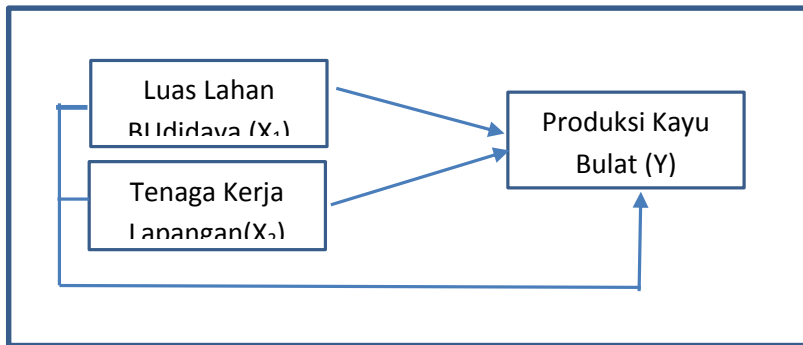 Luas Lahan
BUdidaya (X₁)
Tenaga Kerja
Lapangan(X₂)
Produksi Kayu
Bulat (Y)